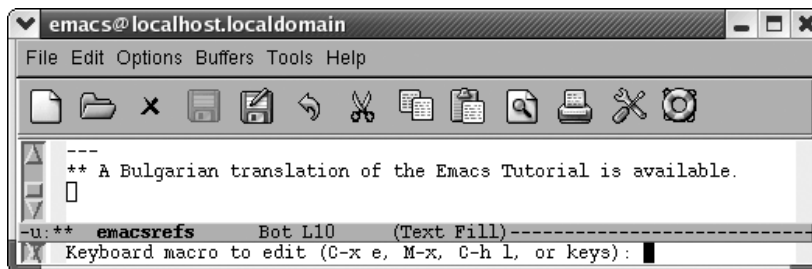 emacs@localhost.localdomain
File Edit Options Buffers Tools Help
---
** A Bulgarian translation of the Emacs Tutorial is available.
-u:** emacsrefs Bot L10 (Text Fill)----------------------------
Keyboard macro to edit (C-x e, M-x, C-h l, or keys):